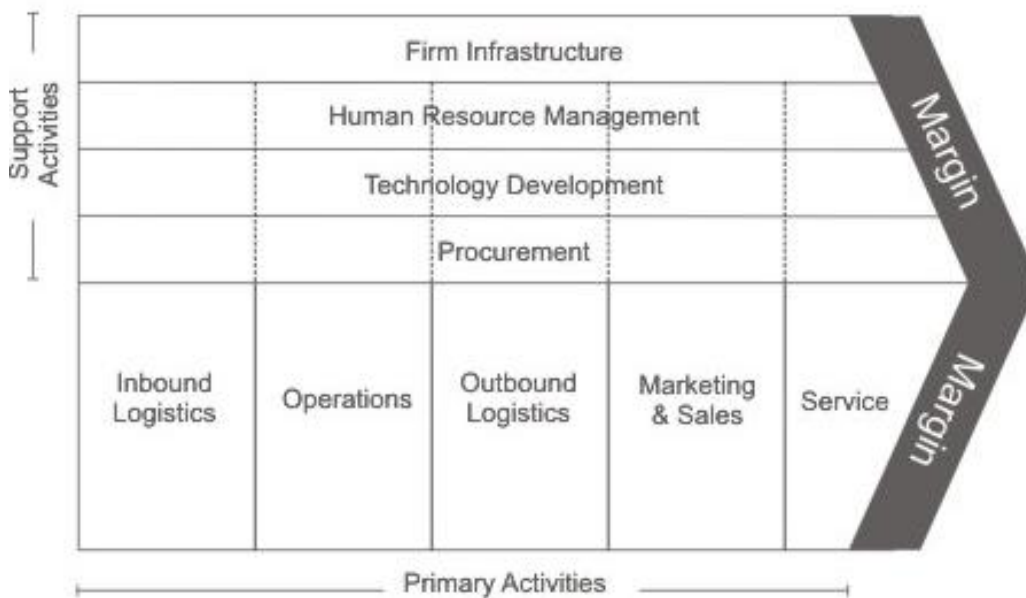 Support
Activities
Firm Infrastructure
Human Resource Management
Technology Development
Procurement
Inbound
Logistics
Operations
Outbound
Logistics
Marketing
& Sales
Service
Margin
Margin
Primary Activities